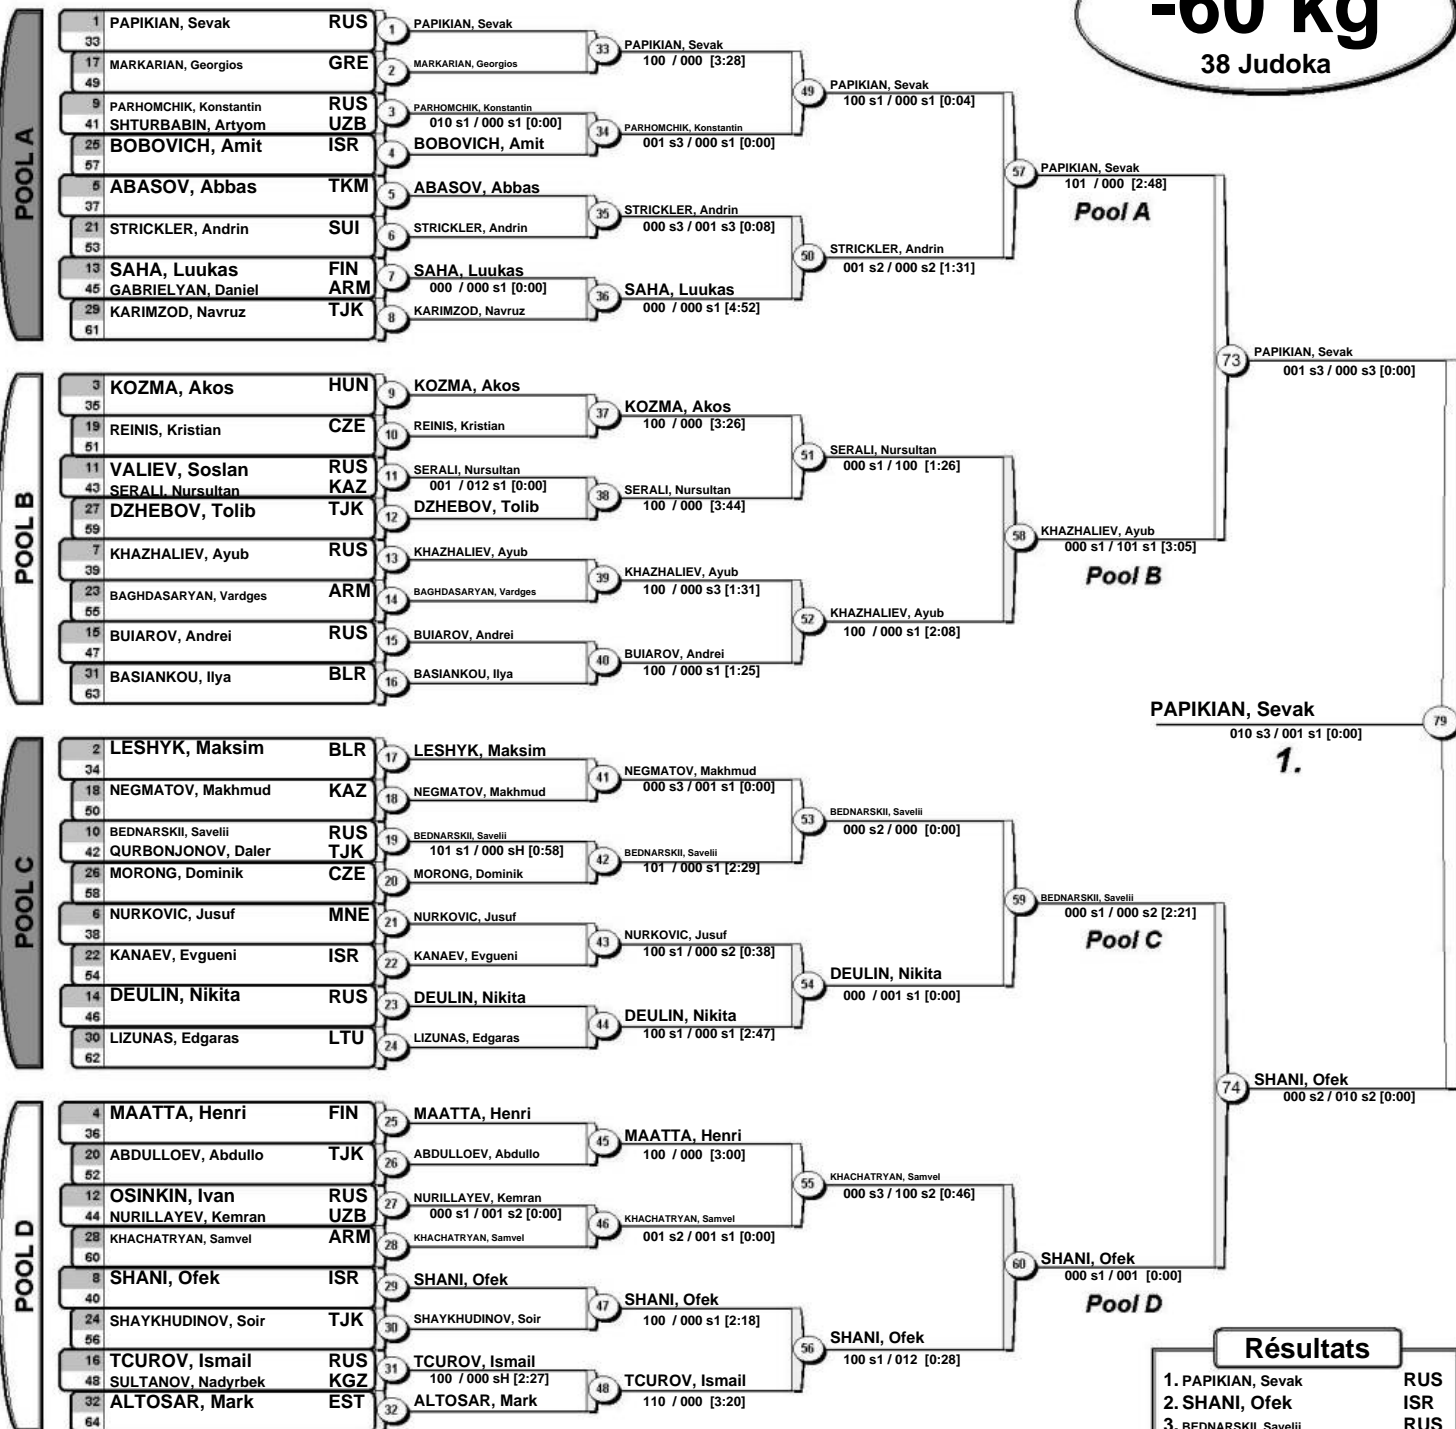 -60 kg
38 Judoka
POOL A
1 PAPIKIAN, Sevak RUS
33
17 MARKARIAN, Georgios GRE
49
9 PARHOMCHIK, Konstantin RUS
41 SHTURBABIN, Artyom UZB
25 BOBOVICH, Amit ISR
57
5 ABASOV, Abbas TKM
37
21 STRICKLER, Andrin SUI
53
13 SAHA, Luukas FIN
45 GABRIELYAN, Daniel ARM
29 KARIMZOD, Navruz TJK
61
1 PAPIKIAN, Sevak
2 MARKARIAN, Georgios
3 PARHOMCHIK, Konstantin
010 s1 / 000 s1 [0:00]
4 BOBOVICH, Amit
5 ABASOV, Abbas
6 STRICKLER, Andrin
7 SAHA, Luukas
000 / 000 s1 [0:00]
8 KARIMZOD, Navruz
33 PAPIKIAN, Sevak
100 / 000 [3:28]
34 PARHOMCHIK, Konstantin
001 s3 / 000 s1 [0:00]
35 STRICKLER, Andrin
000 s3 / 001 s3 [0:08]
36 SAHA, Luukas
000 / 000 s1 [4:52]
49 PAPIKIAN, Sevak
100 s1 / 000 s1 [0:04]
50 STRICKLER, Andrin
001 s2 / 000 s2 [1:31]
57 PAPIKIAN, Sevak
101 / 000 [2:48]
Pool A
POOL B
3 KOZMA, Akos HUN
35
19 REINIS, Kristian CZE
51
11 VALIEV, Soslan RUS
43 SERALI, Nursultan KAZ
27 DZHEBOV, Tolib TJK
59
7 KHAZHALIEV, Ayub RUS
39
23 BAGHDASARYAN, Vardges ARM
55
15 BUIAROV, Andrei RUS
47
31 BASIANKOU, Ilya BLR
63
9 KOZMA, Akos
10 REINIS, Kristian
11 SERALI, Nursultan
001 / 012 s1 [0:00]
12 DZHEBOV, Tolib
13 KHAZHALIEV, Ayub
14 BAGHDASARYAN, Vardges
15 BUIAROV, Andrei
16 BASIANKOU, Ilya
37 KOZMA, Akos
100 / 000 [3:26]
38 SERALI, Nursultan
100 / 000 [3:44]
39 KHAZHALIEV, Ayub
100 / 000 s3 [1:31]
40 BUIAROV, Andrei
100 / 000 s1 [1:25]
51 SERALI, Nursultan
000 s1 / 100 [1:26]
52 KHAZHALIEV, Ayub
100 / 000 s1 [2:08]
58 KHAZHALIEV, Ayub
000 s1 / 101 s1 [3:05]
Pool B
73 PAPIKIAN, Sevak
001 s3 / 000 s3 [0:00]
PAPIKIAN, Sevak 79
010 s3 / 001 s1 [0:00]
1.
POOL C
2 LESHYK, Maksim BLR
34
18 NEGMATOV, Makhmud KAZ
50
10 BEDNARSKII, Savelii RUS
42 QURBONJONOV, Daler TJK
26 MORONG, Dominik CZE
58
6 NURKOVIC, Jusuf MNE
38
22 KANAEV, Evgueni ISR
54
14 DEULIN, Nikita RUS
46
30 LIZUNAS, Edgaras LTU
62
17 LESHYK, Maksim
18 NEGMATOV, Makhmud
19 BEDNARSKII, Savelii
101 s1 / 000 sH [0:58]
20 MORONG, Dominik
21 NURKOVIC, Jusuf
22 KANAEV, Evgueni
23 DEULIN, Nikita
24 LIZUNAS, Edgaras
41 NEGMATOV, Makhmud
000 s3 / 001 s1 [0:00]
42 BEDNARSKII, Savelii
101 / 000 s1 [2:29]
43 NURKOVIC, Jusuf
100 s1 / 000 s2 [0:38]
44 DEULIN, Nikita
100 s1 / 000 s1 [2:47]
53 BEDNARSKII, Savelii
000 s2 / 000 [0:00]
54 DEULIN, Nikita
000 / 001 s1 [0:00]
59 BEDNARSKII, Savelii
000 s1 / 000 s2 [2:21]
Pool C
POOL D
4 MAATTA, Henri FIN
36
20 ABDULLOEV, Abdullo TJK
52
12 OSINKIN, Ivan RUS
44 NURILLAYEV, Kemran UZB
28 KHACHATRYAN, Samvel ARM
60
8 SHANI, Ofek ISR
40
24 SHAYKHUDINOV, Soir TJK
56
16 TCUROV, Ismail RUS
48 SULTANOV, Nadyrbek KGZ
32 ALTOSAR, Mark EST
64
25 MAATTA, Henri
26 ABDULLOEV, Abdullo
27 NURILLAYEV, Kemran
000 s1 / 001 s2 [0:00]
28 KHACHATRYAN, Samvel
29 SHANI, Ofek
30 SHAYKHUDINOV, Soir
31 TCUROV, Ismail
100 / 000 sH [2:27]
32 ALTOSAR, Mark
45 MAATTA, Henri
100 / 000 [3:00]
46 KHACHATRYAN, Samvel
001 s2 / 001 s1 [0:00]
47 SHANI, Ofek
100 / 000 s1 [2:18]
48 TCUROV, Ismail
110 / 000 [3:20]
55 KHACHATRYAN, Samvel
000 s3 / 100 s2 [0:46]
56 SHANI, Ofek
100 s1 / 012 [0:28]
60 SHANI, Ofek
000 s1 / 001 [0:00]
Pool D
74 SHANI, Ofek
000 s2 / 010 s2 [0:00]
Résultats
1. PAPIKIAN, Sevak RUS
2. SHANI, Ofek ISR
3. BEDNARSKII, Savelii RUS